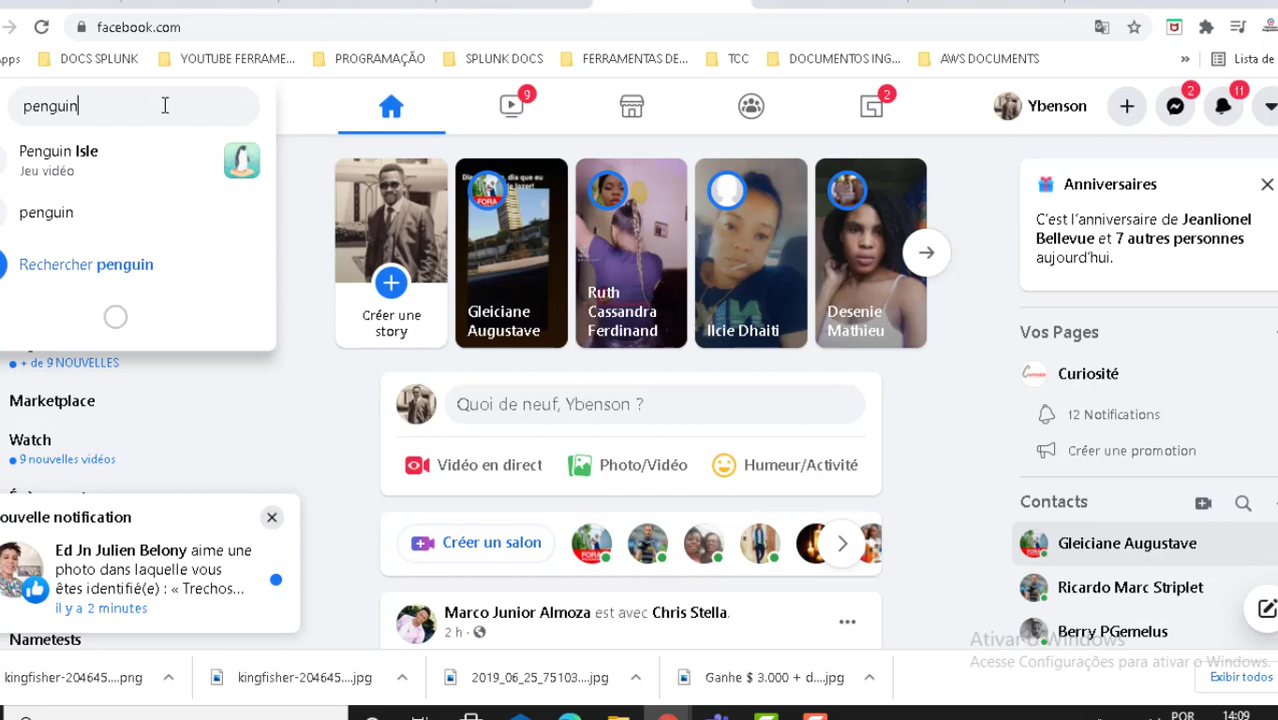 facebook.com
Apps
DOCS SPLUNK
YOUTUBE FERRAME...
PROGRAMAÇÃO
SPLUNK DOCS
FERRAMENTAS DE...
TCC
DOCUMENTOS ING...
AWS DOCUMENTS
»
Lista de
penguin
9
2
Ybenson
2
11
Penguin Isle
Jeu vidéo
penguin
Rechercher penguin
+ de 9 NOUVELLES
Marketplace
Watch
9 nouvelles vidéos
ouvelle notification
Ed Jn Julien Belony aime une
photo dans laquelle vous
êtes identifié(e) : « Trechos...
il y a 2 minutes
Nametests
Créer une
story
FORA
Gleiciane
Augustave
Ruth
Cassandra
Ferdinand
Ilcie Dhaiti
Desenie
Mathieu
Quoi de neuf, Ybenson ?
Vidéo en direct
Photo/Vidéo
Humeur/Activité
Créer un salon
Marco Junior Almoza est avec Chris Stella.
2 h ·
Anniversaires
C'est l'anniversaire de Jeanlionel
Bellevue et 7 autres personnes
aujourd'hui.
Vos Pages
Curiosité
12 Notifications
Créer une promotion
Contacts
Gleiciane Augustave
Ricardo Marc Striplet
Berry PGemelus
Ativar o Windows
Acesse Configurações para ativar o Windows.
kingfisher-204645....png
kingfisher-204645....jpg
2019_06_25_75103....jpg
Ganhe $ 3.000 + d....jpg
Exibir todos
POR
14:09